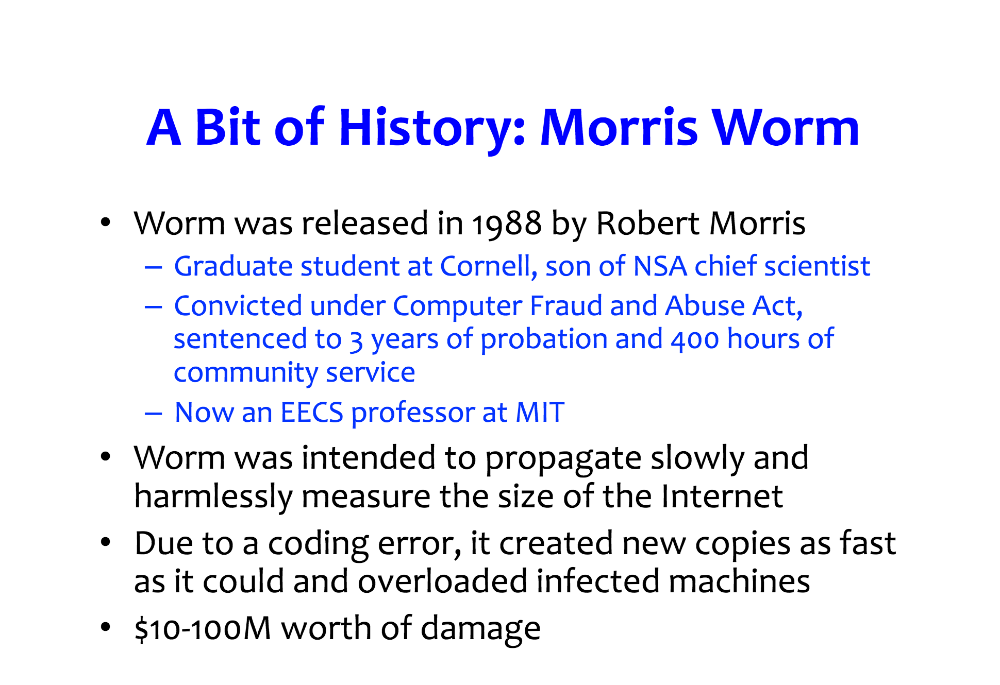 A Bit of History: Morris Worm
• Worm was released in 1988 by Robert Morris
– Graduate student at Cornell, son of NSA chief scientist
– Convicted under Computer Fraud and Abuse Act,
sentenced to 3 years of probation and 400 hours of
community service
– Now an EECS professor at MIT
• Worm was intended to propagate slowly and
harmlessly measure the size of the Internet
• Due to a coding error, it created new copies as fast
as it could and overloaded infected machines
• $10-100M worth of damage